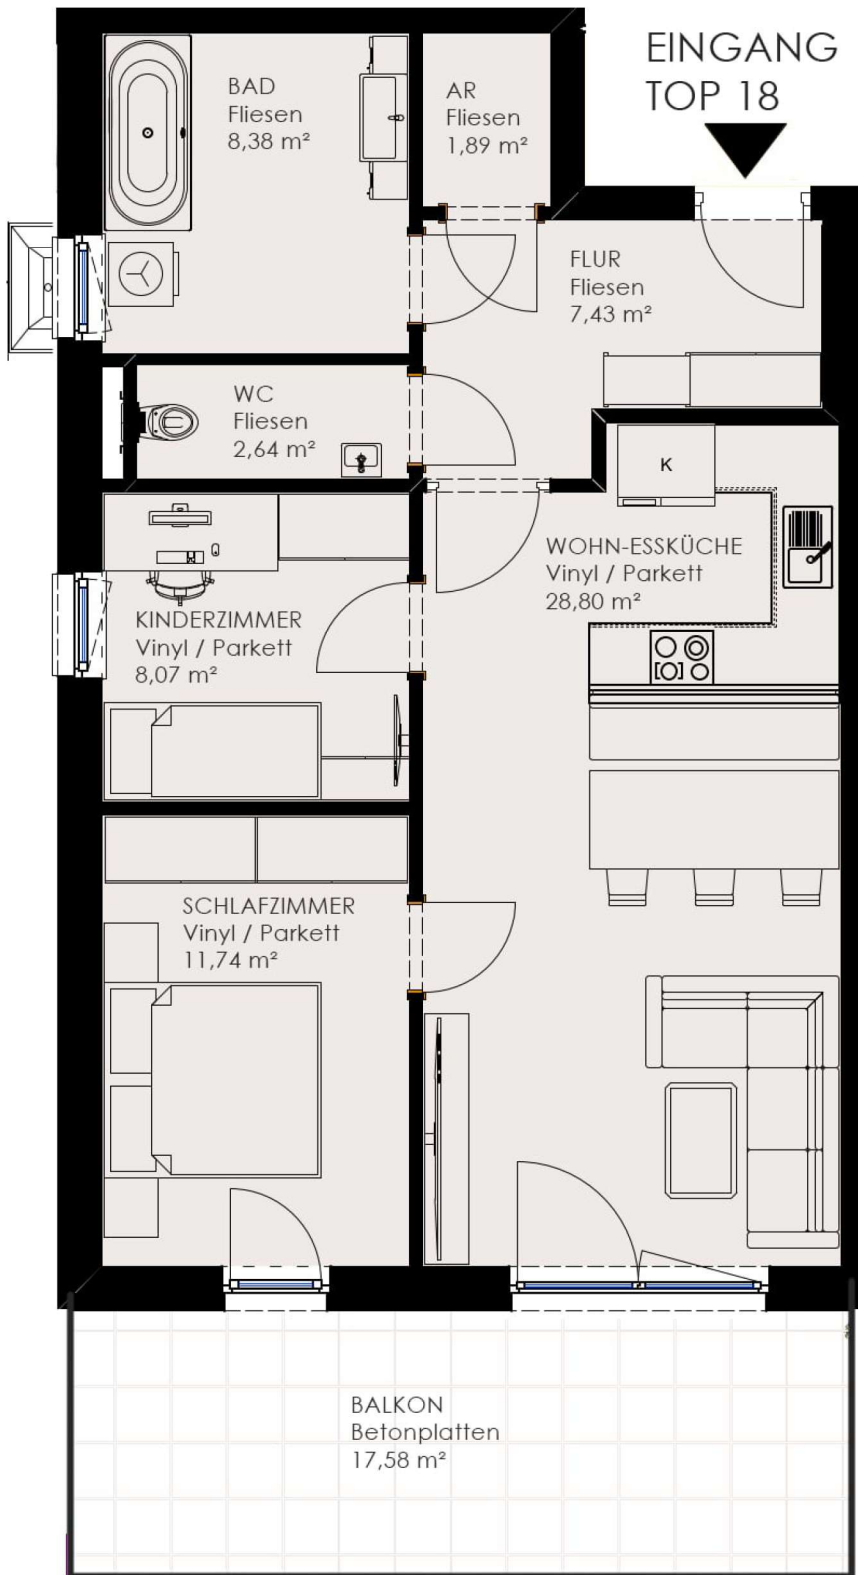 EINGANG
TOP 18
BAD
Fliesen
8,38 m²
AR
Fliesen
1,89 m²
FLUR
Fliesen
7,43 m²
WC
Fliesen
2,64 m²
K
WOHN-ESSKÜCHE
Vinyl / Parkett
28,80 m²
KINDERZIMMER
Vinyl / Parkett
8,07 m²
SCHLAFZIMMER
Vinyl / Parkett
11,74 m²
BALKON
Betonplatten
17,58 m²